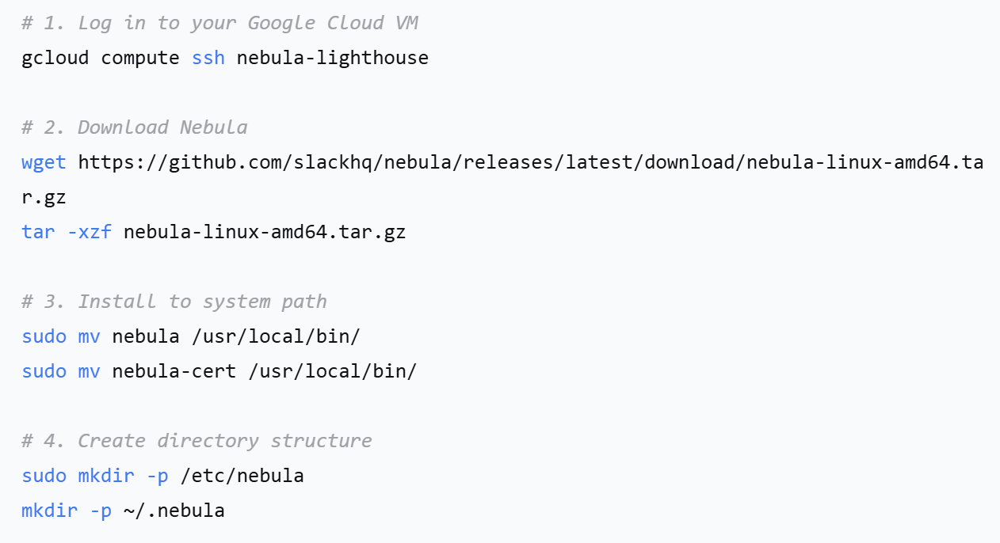 # 1. Log in to your Google Cloud VM
gcloud compute ssh nebula-lighthouse
# 2. Download Nebula
wget https://github.com/slackhq/nebula/releases/latest/download/nebula-linux-amd64.ta
r.gz
tar -xzf nebula-linux-amd64.tar.gz
# 3. Install to system path
sudo mv nebula /usr/local/bin/
sudo mv nebula-cert /usr/local/bin/
# 4. Create directory structure
sudo mkdir -p /etc/nebula
mkdir -p ~/.nebula